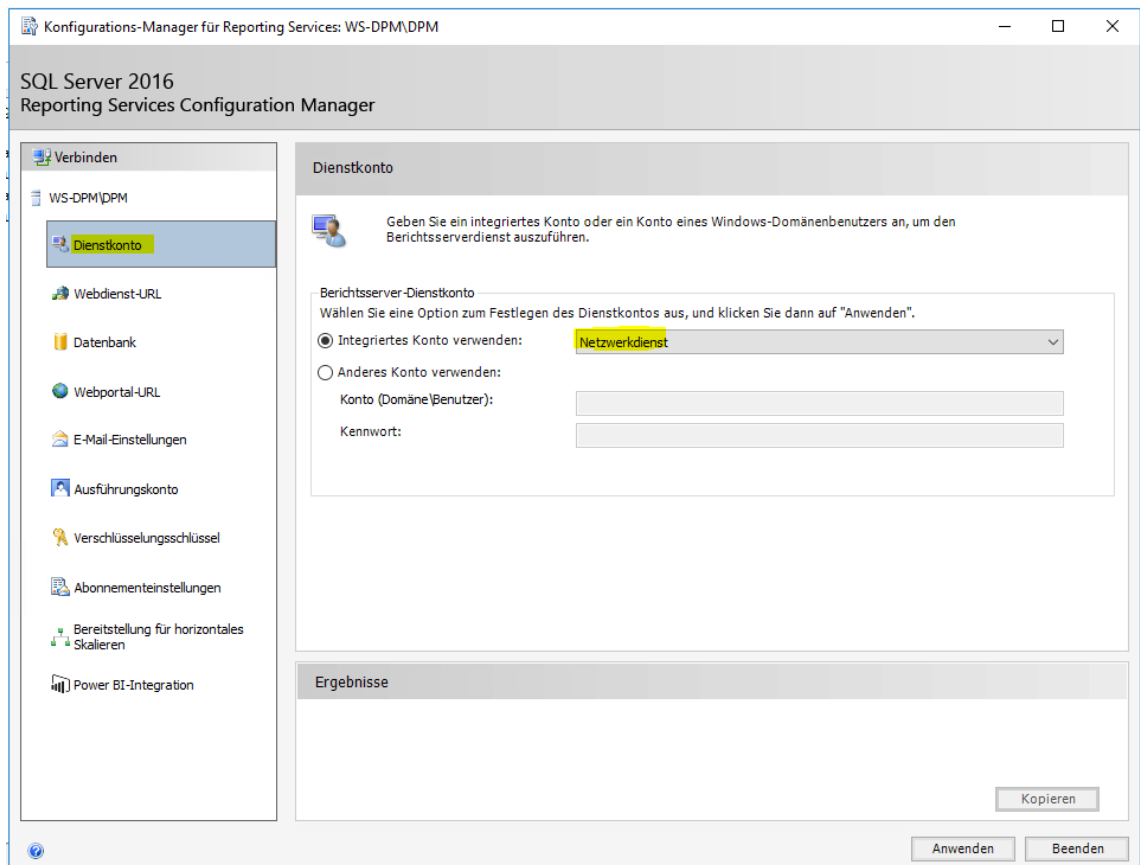 Konfigurations-Manager für Reporting Services: WS-DPM\DPM
SQL Server 2016
Reporting Services Configuration Manager
Verbinden
WS-DPM\DPM
Dienstkonto
Webdienst-URL
Datenbank
Webportal-URL
E-Mail-Einstellungen
Ausführungskonto
Verschlüsselungsschlüssel
Abonnementeinstellungen
Bereitstellung für horizontales
Skalieren
Power BI-Integration
Dienstkonto
Geben Sie ein integriertes Konto oder ein Konto eines Windows-Domänenbenutzers an, um den
Berichtsserverdienst auszuführen.
Berichtsserver-Dienstkonto
Wählen Sie eine Option zum Festlegen des Dienstkontos aus, und klicken Sie dann auf "Anwenden".
Integriertes Konto verwenden:
Netzwerkdienst
Anderes Konto verwenden:
Konto (Domäne\Benutzer):
Kennwort:
Ergebnisse
Kopieren
Anwenden
Beenden